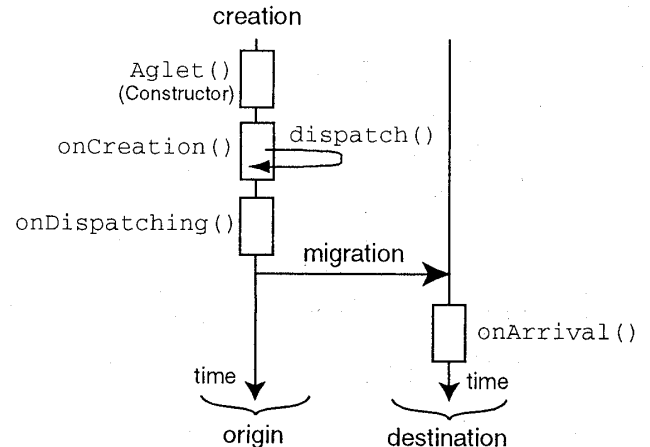 creation
Aglet()
(Constructor)
dispatch()
onCreation()
onDispatching()
migration
onArrival()
time
time
origin
destination